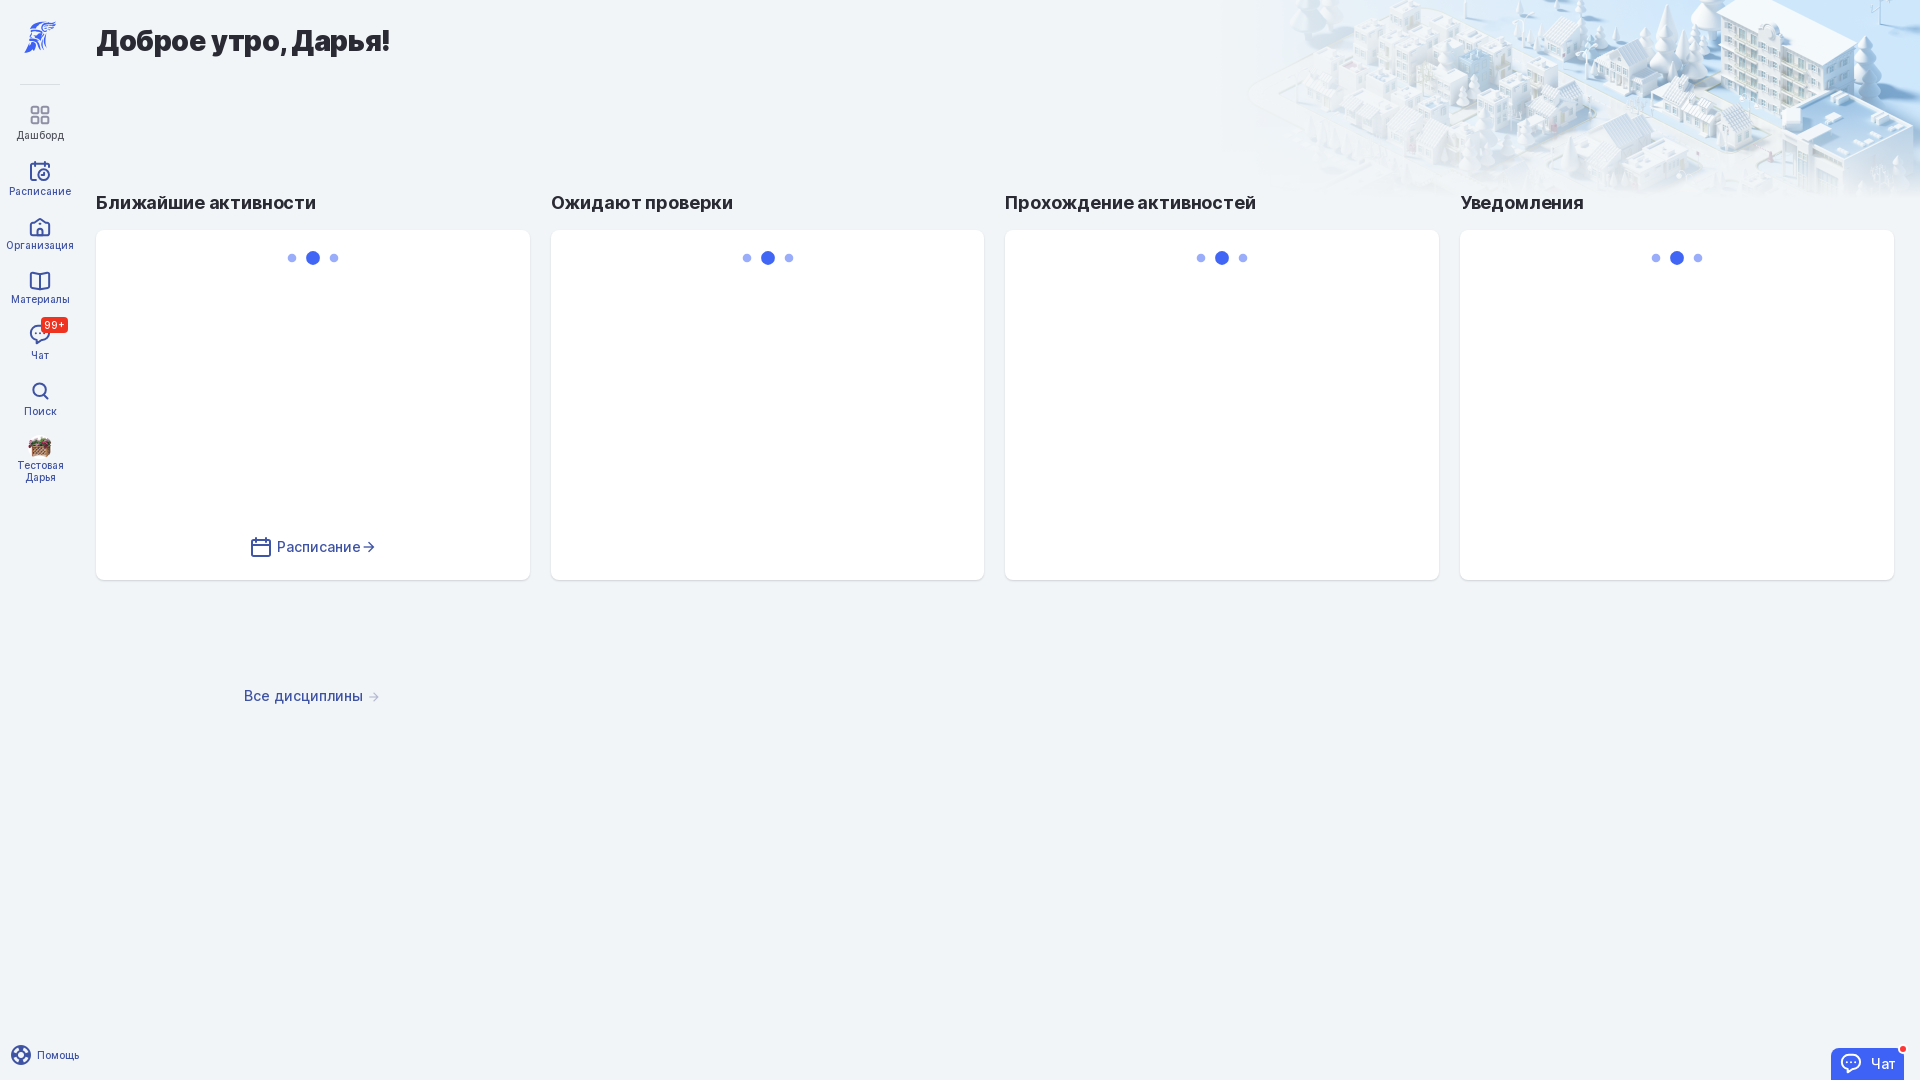 Доброе утро, Дарья!
Дашборд
Расписание
Организация
Материалы
99+
Чат
Поиск
Тестовая
Дарья
Ближайшие активности
Ожидают проверки
Прохождение активностей
Уведомления
Расписание
Все дисциплины
Помощь
Чат